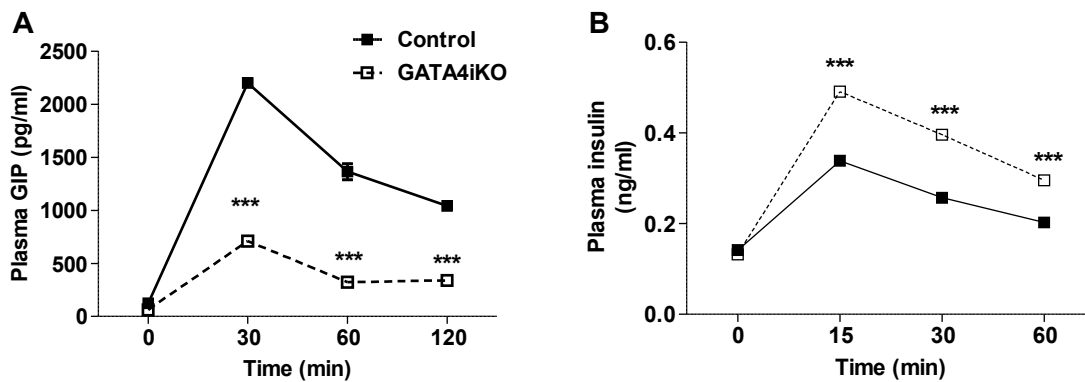 A
Control
GATA4iKO
Plasma GIP (pg/ml)
2500
2000
1500
1000
500
0
***
***
***
0 30 60 120
Time (min)
B
Plasma insulin
(ng/ml)
0.6
0.4
0.2
0.0
***
***
***
0 15 30 60
Time (min)